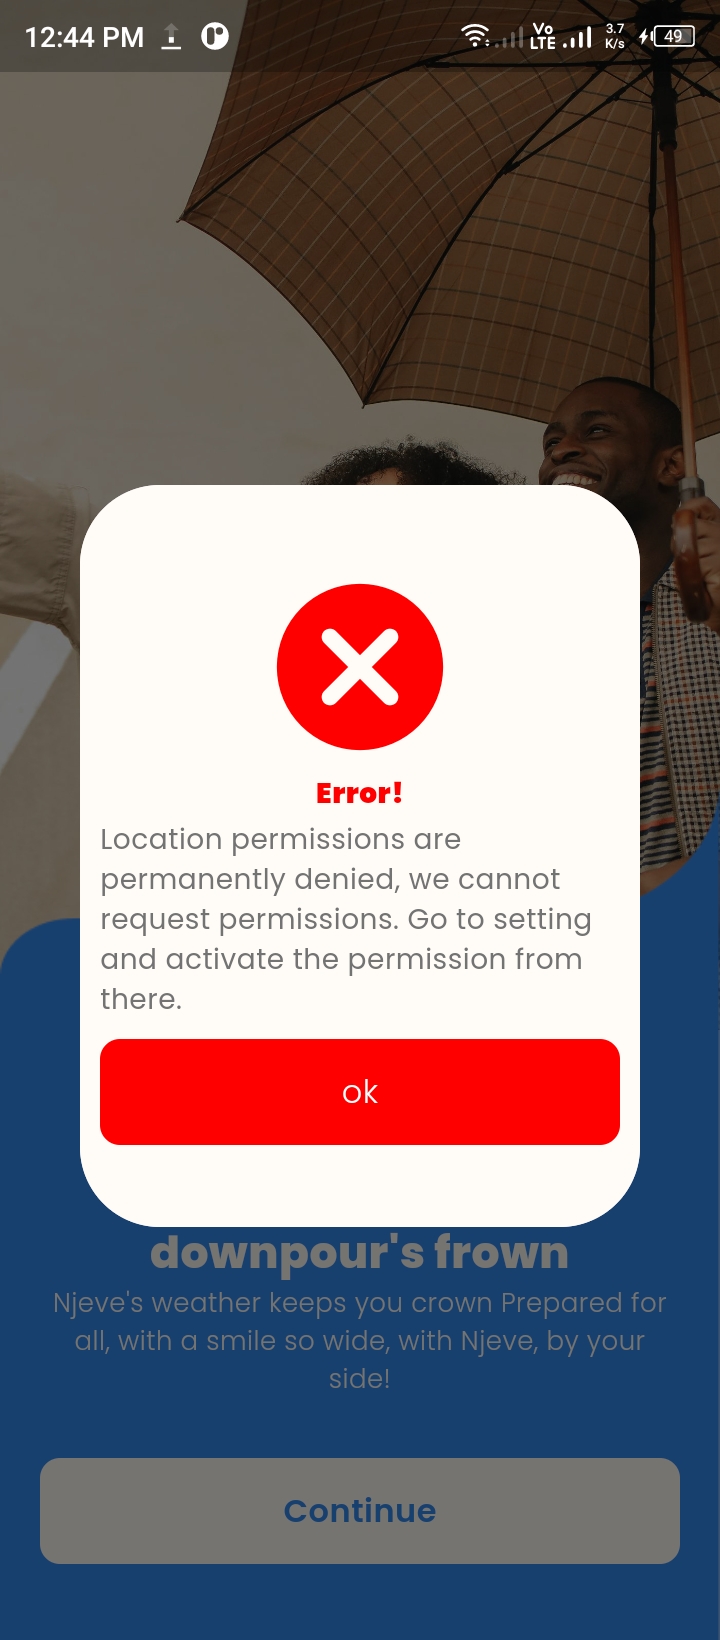 12:44 PM
Vo LTE
3.7 K/s
49
Error!
Location permissions are
permanently denied, we cannot
request permissions. Go to setting
and activate the permission from
there.
ok
downpour's frown
Njeve's weather keeps you crown Prepared for
all, with a smile so wide, with Njeve, by your
side!
Continue